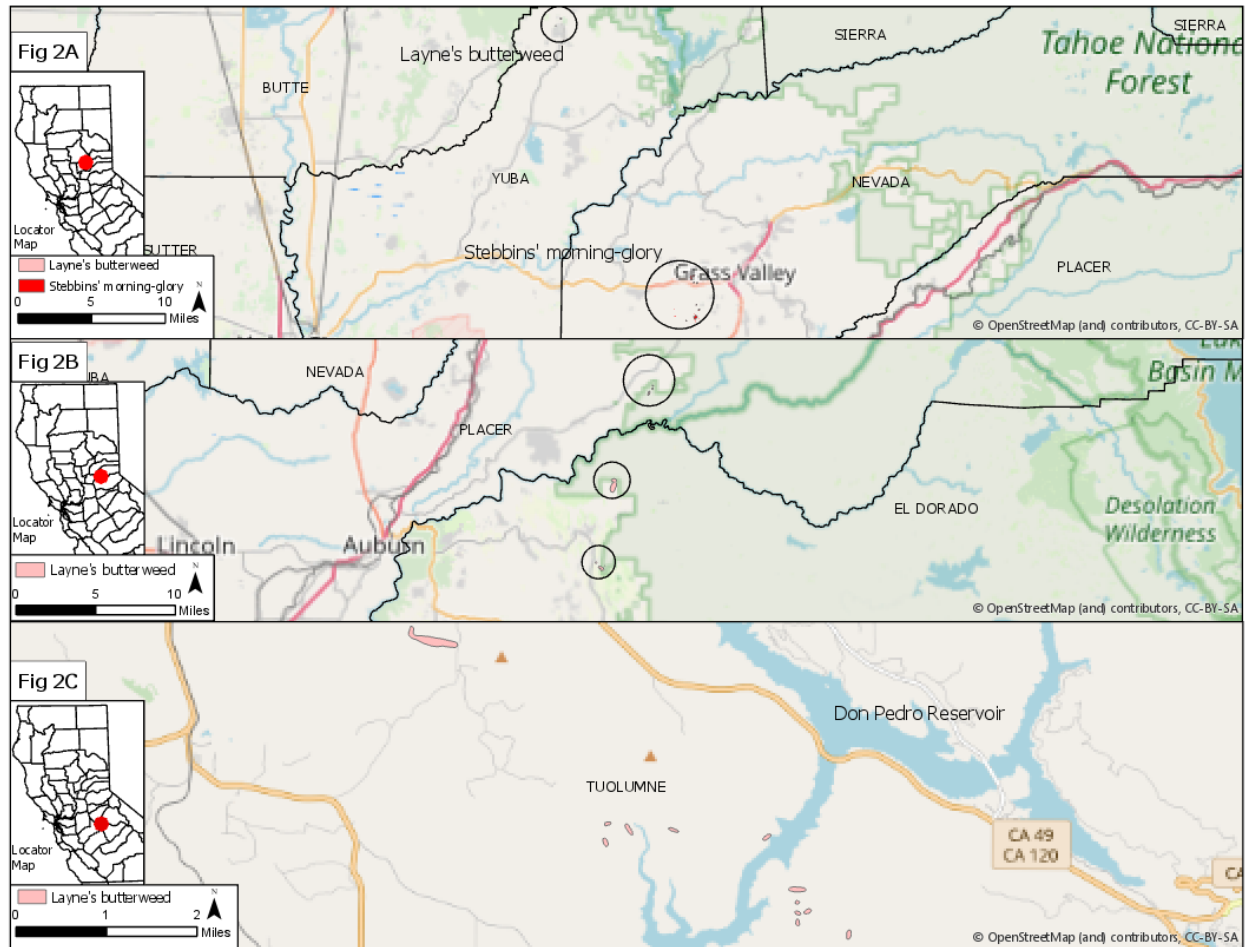 Fig 2A
Layne's butterweed
SIERRA
SIERRA
Tahoe Nation
Forest
BUTTE
YUBA
NEVADA
Locator
Map
SUTTER
Stebbins' morning-glory
Grass Valley
PLACER
Layne's butterweed
Stebbins' morning-glory
N
0 5 10
Miles
© OpenStreetMap (and) contributors, CC-BY-SA
Fig 2B
UBA
NEVADA
Lak
Basin M
PLACER
EL DORADO
Desolation
Wilderness
Locator
Map
Lincoln
Auburn
Layne's butterweed
N
0 5 10
Miles
© OpenStreetMap (and) contributors, CC-BY-SA
Fig 2C
Don Pedro Reservoir
TUOLUMNE
Locator
Map
CA 49
CA 120
CA
Layne's butterweed
N
0 1 2
Miles
© OpenStreetMap (and) contributors, CC-BY-SA